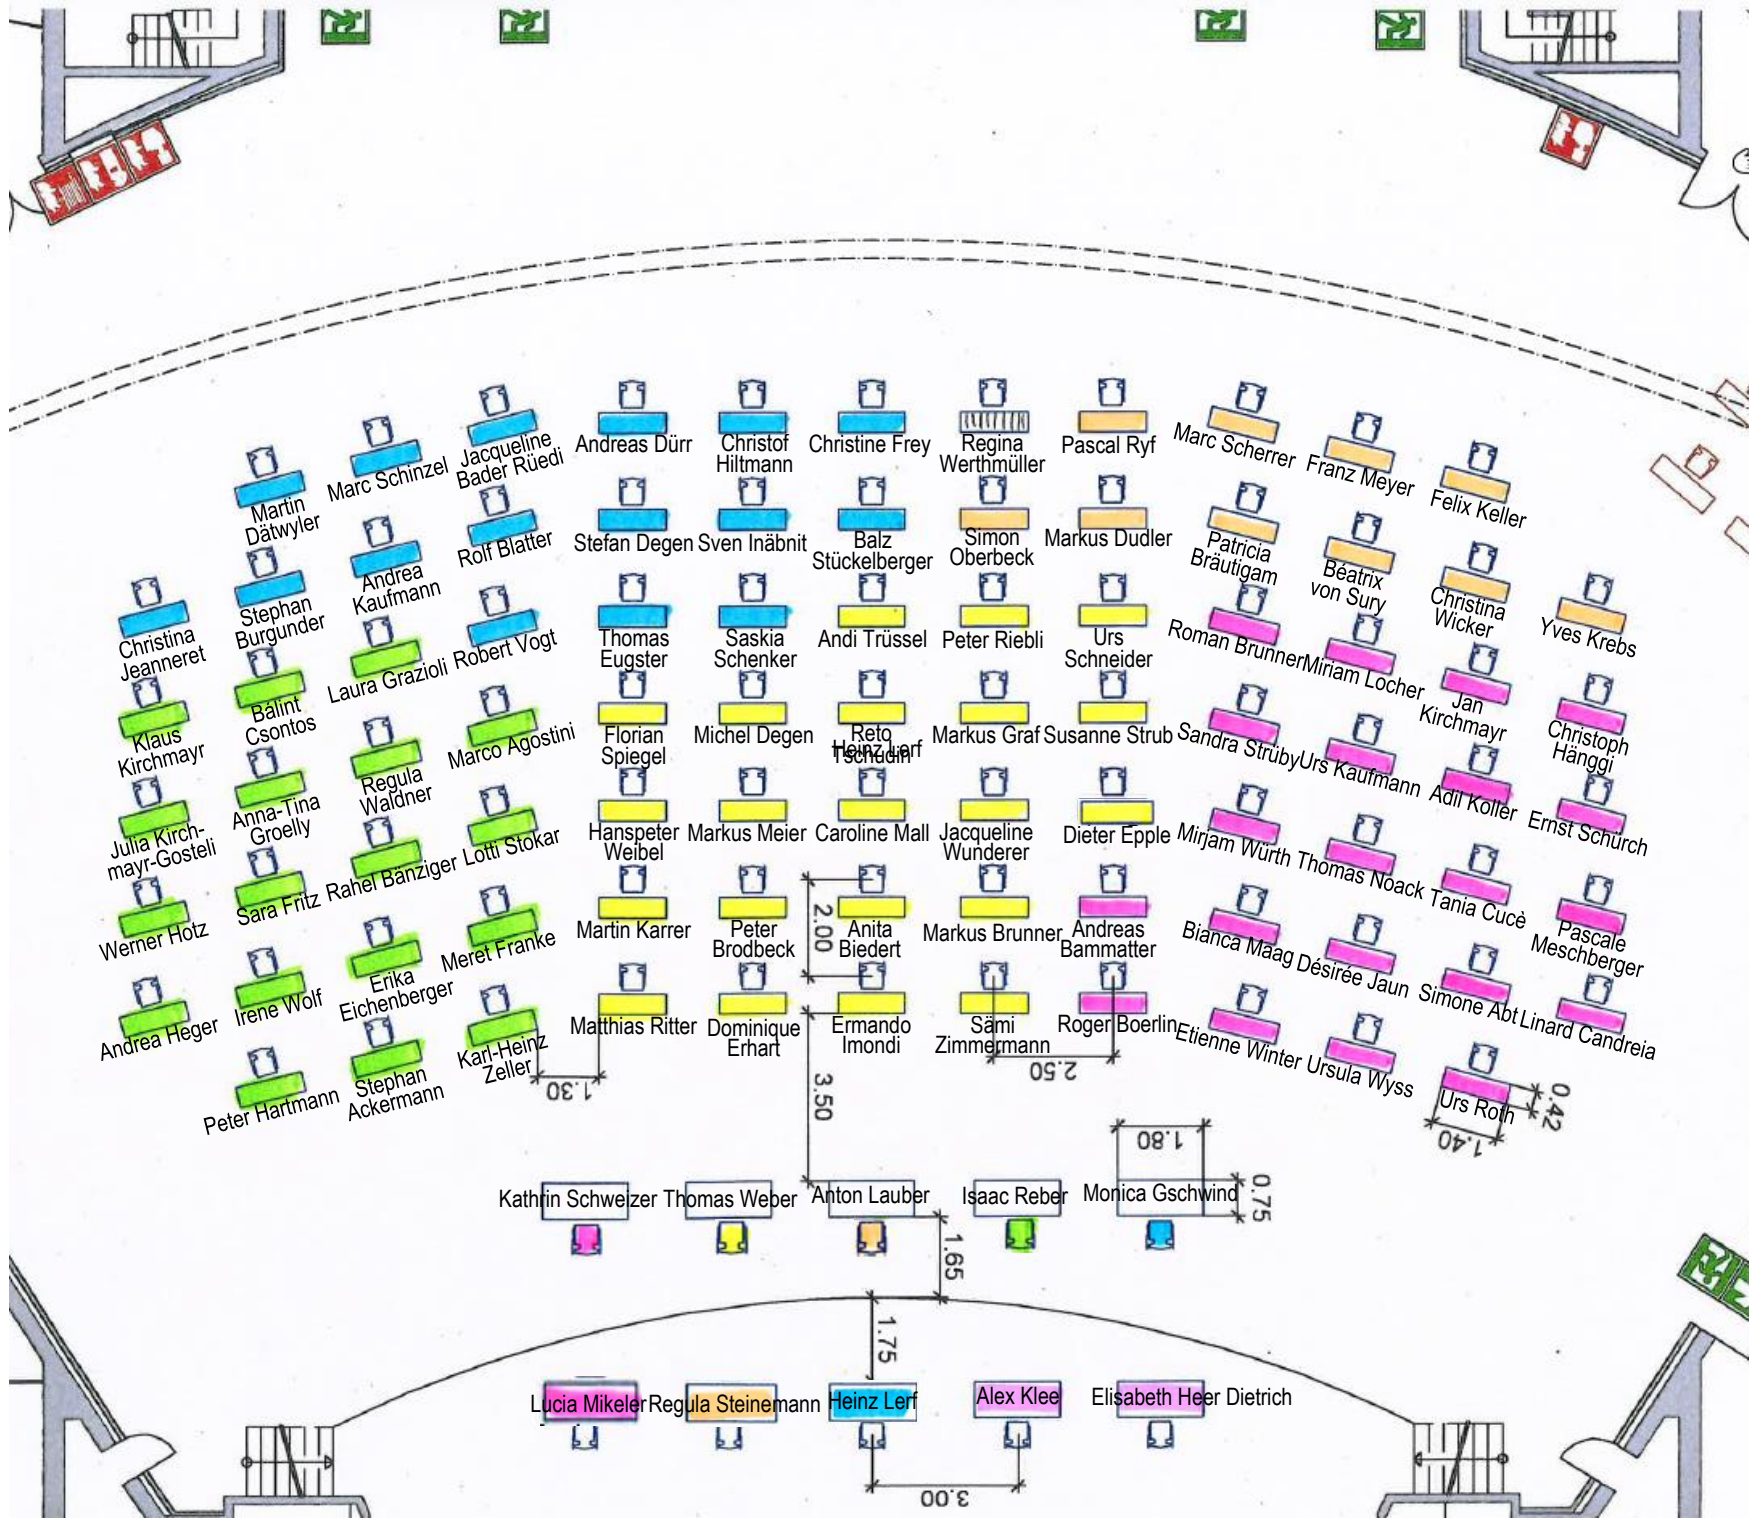 Andreas Dürr
Christof
Hiltmann
Christine Frey
Regina
Werthmüller
Pascal Ryf
Marc Scherrer
Franz Meyer
Felix Keller
Jacqueline
Bader Rüedi
Marc Schinzel
Martin
Dätwyler
Stefan Degen
Sven Inäbnit
Balz
Stückelberger
Simon
Oberbeck
Markus Dudler
Patricia
Bräutigam
Béatrix
von Sury
Christina
Wicker
Yves Krebs
Rolf Blatter
Andrea
Kaufmann
Stephan
Burgunder
Christina
Jeanneret
Thomas
Eugster
Saskia
Schenker
Andi Trüssel
Peter Riebli
Urs
Schneider
Roman Brunner
Miriam Locher
Jan
Kirchmayr
Christoph
Hänggi
Robert Vogt
Laura Grazioli
Bálint
Csontos
Klaus
Kirchmayr
Florian
Spiegel
Michel Degen
Reto
Tschudin
Heinz Lerf
Markus Graf
Susanne Strub
Sandra Strüby
Urs Kaufmann
Adil Koller
Ernst Schürch
Marco Agostini
Regula
Waldner
Anna-Tina
Groelly
Julia Kirch-
mayr-Gosteli
Hanspeter
Weibel
Markus Meier
Caroline Mall
Jacqueline
Wunderer
Dieter Epple
Mirjam Würth
Thomas Noack
Tania Cucè
Pascale
Meschberger
Lotti Stokar
Rahel Bänziger
Sara Fritz
Werner Hotz
Martin Karrer
Peter
Brodbeck
2.00
Anita
Biedert
Markus Brunner
Andreas
Bammatter
Bianca Maag
Désirée Jaun
Simone Abt
Linard Candreia
Meret Franke
Erika
Eichenberger
Irene Wolf
Andrea Heger
Matthias Ritter
Dominique
Erhart
Ermando
Imondi
Sämi
Zimmermann
Roger Boerlin
Etienne Winter
Ursula Wyss
Urs Roth
Karl-Heinz
Zeller
Stephan
Ackermann
Peter Hartmann
1.30
3.50
2.50
0.42
1.40
1.80
Kathrin Schweizer
Thomas Weber
Anton Lauber
Isaac Reber
Monica Gschwind
0.75
1.65
1.75
Lucia Mikeler
Regula Steinemann
Heinz Lerf
Alex Klee
Elisabeth Heer Dietrich
3.00